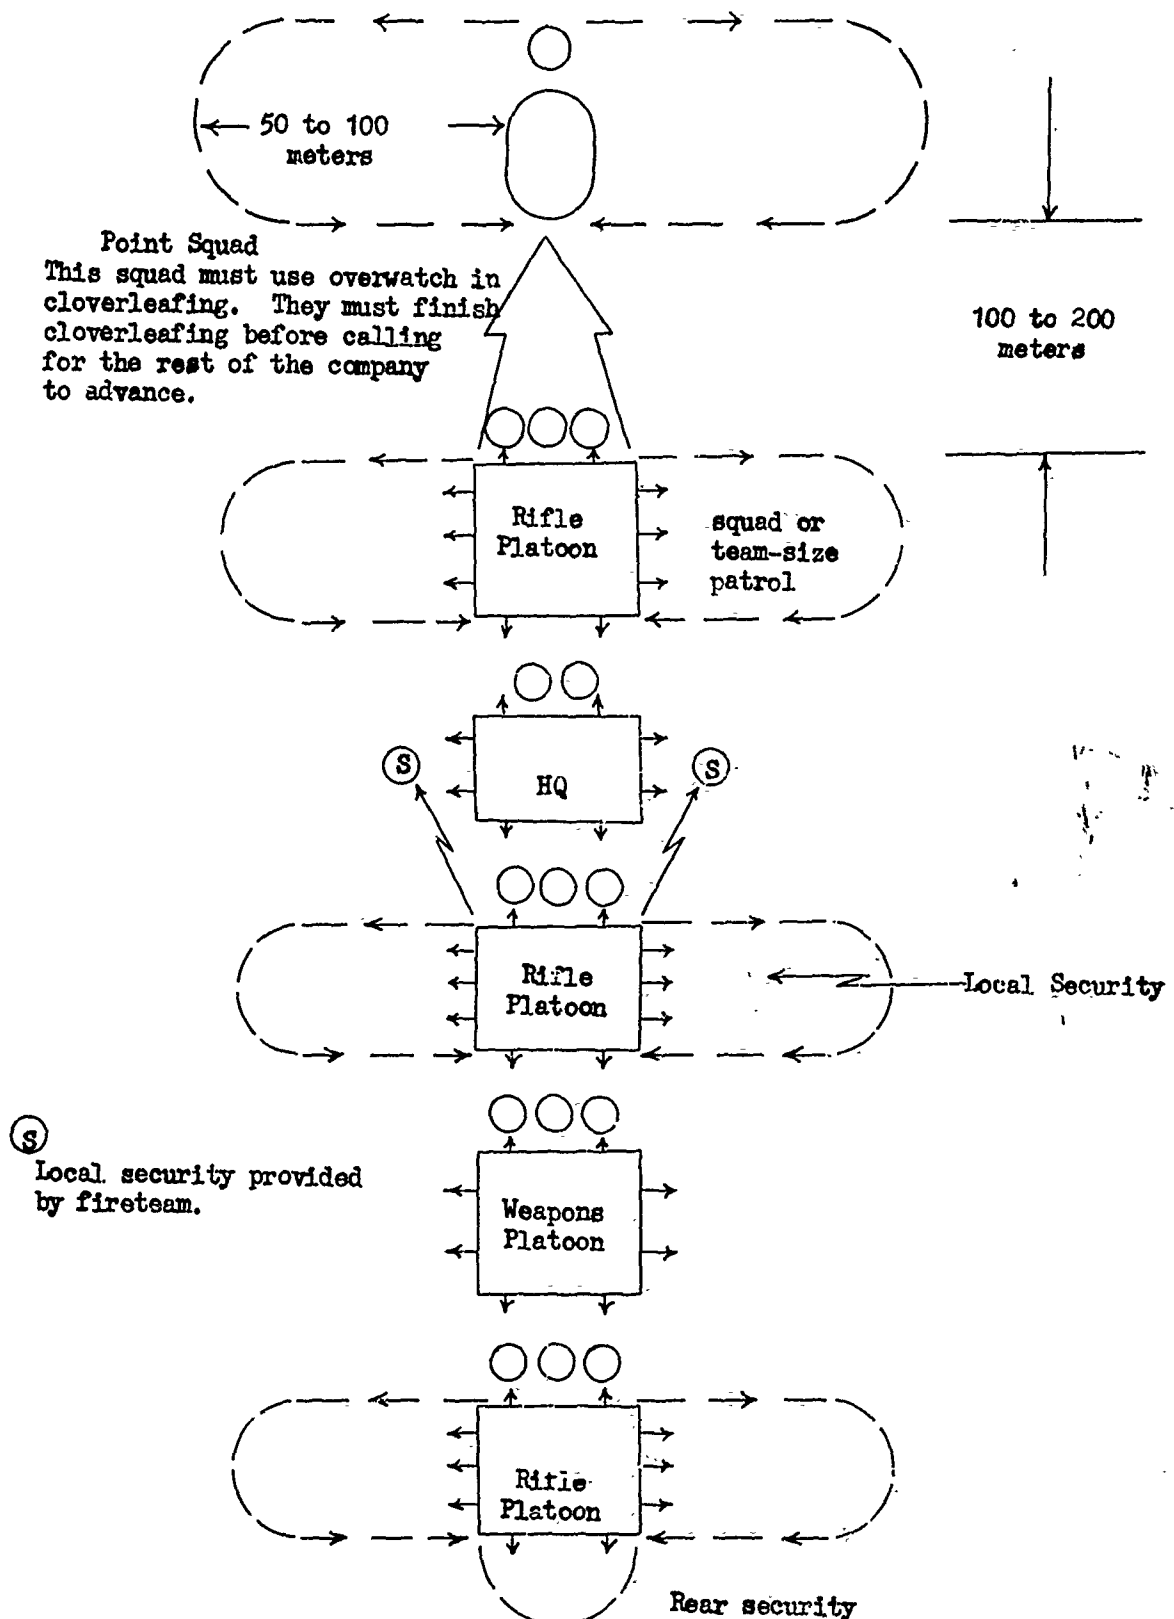 50 to 100
meters
Point Squad
This squad must use overwatch in
cloverleafing. They must finish
cloverleafing before calling
for the rest of the company
to advance.
100 to 200
meters
Rifle
Platoon
squad or
team-size
patrol
HQ
S
S
Rifle
Platoon
Local Security
S
Local security provided
by fireteam.
Weapons
Platoon
Rifle
Platoon
Rear security